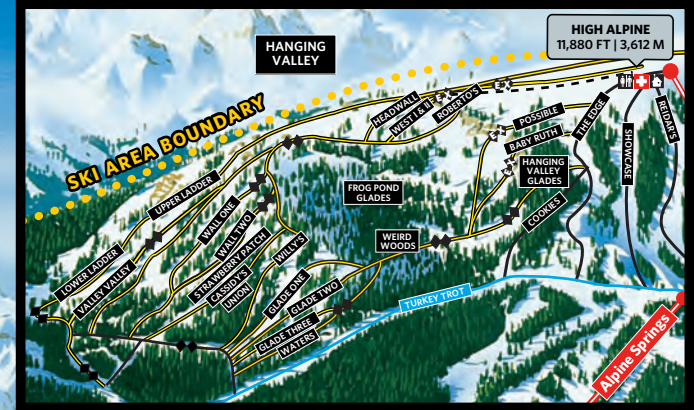 HIGH ALPINE
11,880 FT | 3,612 M
HANGING
VALLEY
SKI AREA BOUNDARY
HEADWALL
WEST I & II
ROBERTO'S
EX
POSSIBLE
EX
BABY RUTH
EX
THE EDGE
SHOWCASE
REIDAR'S
HANGING
VALLEY
GLADES
COOKIES
FROG POND
GLADES
UPPER LADDER
LOWER LADDER
VALLEY VALLEY
WALL ONE
WALL TWO
STRAWBERRY PATCH
CASSIDY'S
UNION
WILLY'S
WEIRD
WOODS
GLADE ONE
GLADE TWO
GLADE THREE
WATERS
TURKEY TROT
Alpine Springs